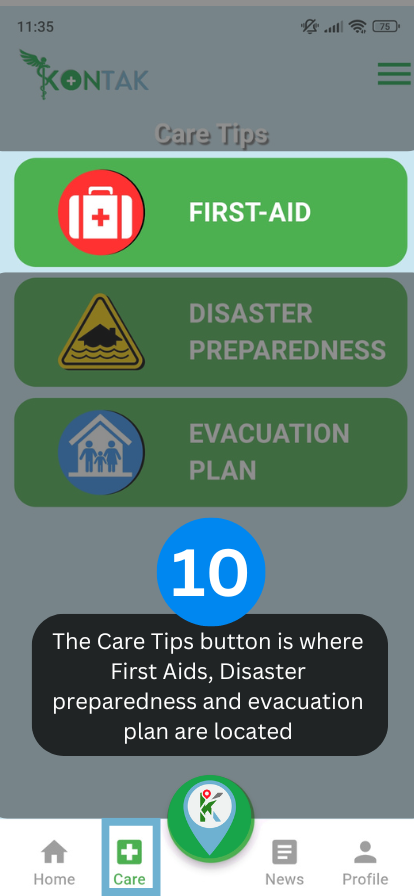 11:35
75
KONTAK
Care Tips
FIRST-AID
DISASTER
PREPAREDNESS
EVACUATION
PLAN
10
The Care Tips button is where
First Aids, Disaster
preparedness and evacuation
plan are located
Home
Care
News
Profile